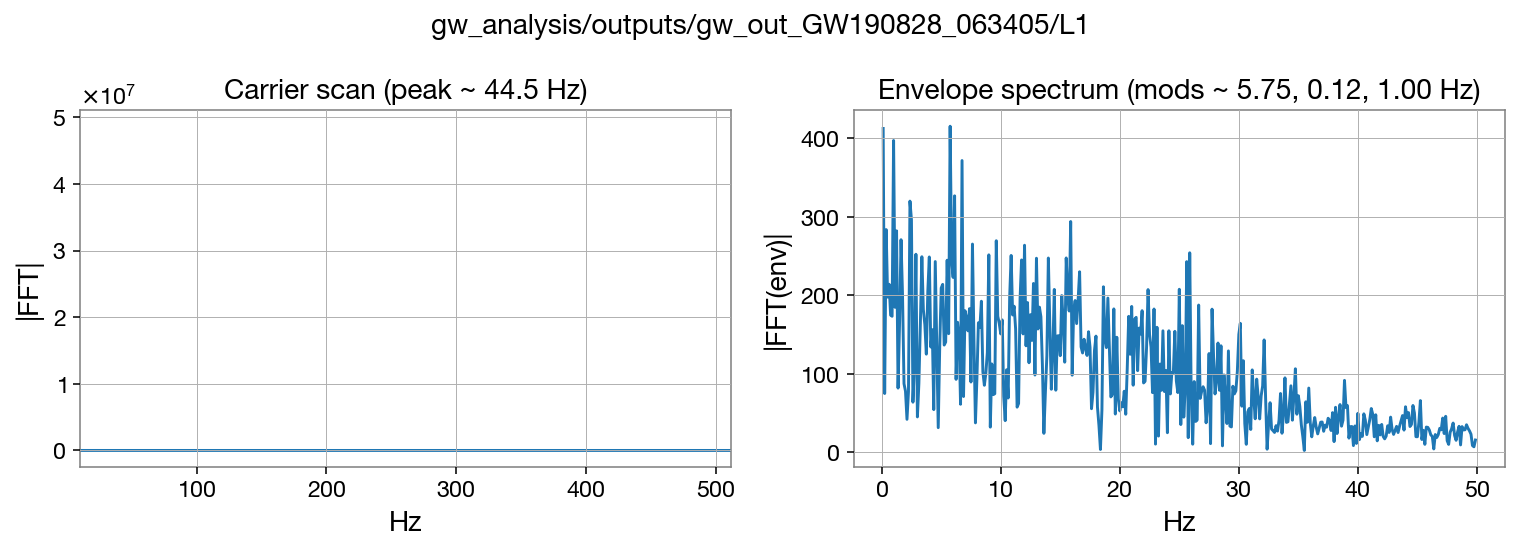 gw_analysis/outputs/gw_out_GW190828_063405/L1
Carrier scan (peak ~ 44.5 Hz)
×10⁷
5
4
3
2
1
0
|FFT|
100 200 300 400 500
Hz
Envelope spectrum (mods ~ 5.75, 0.12, 1.00 Hz)
400
300
200
100
0
|FFT(env)|
0 10 20 30 40 50
Hz